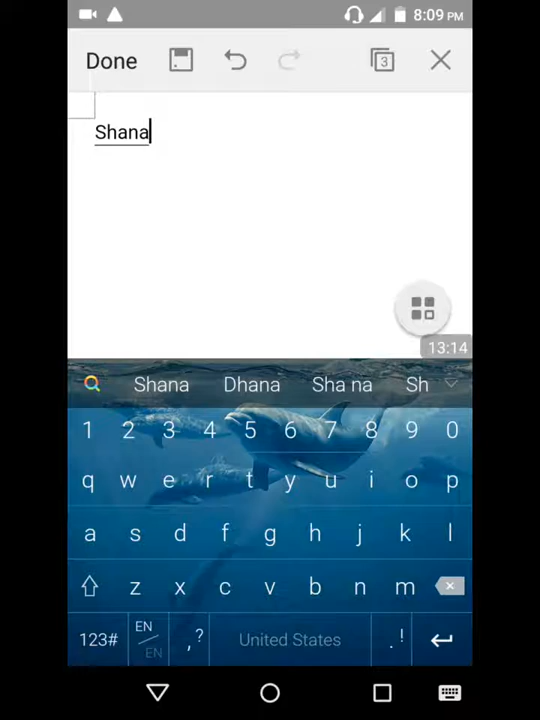 8:09 PM
Done 3
Shana
13:14
Shana Dhana Sha na Sh
1 2 3 4 5 6 7 8 9 0
q w e r t y u i o p
a s d f g h j k l
z x c v b n m
123# EN EN ,? United States .!